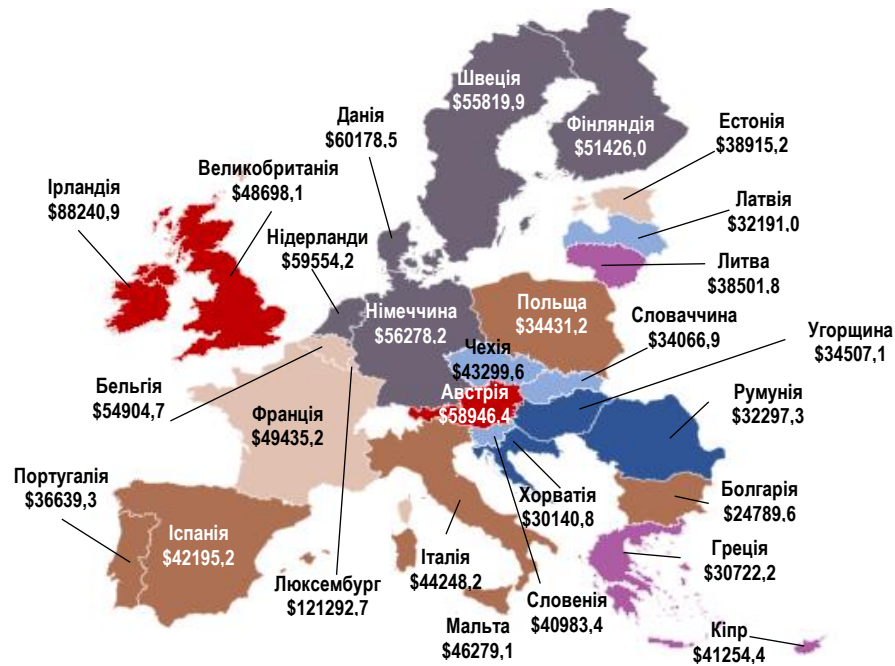 Швеція
$55819,9
Данія
$60178,5
Фінляндія
$51426,0
Естонія
$38915,2
Великобританія
$48698,1
Ірландія
$88240,9
Латвія
$32191,0
Нідерланди
$59554,2
Литва
$38501,8
Німеччина
$56278,2
Польща
$34431,2
Словаччина
$34066,9
Угорщина
$34507,1
Чехія
$43299,6
Бельгія
$54904,7
Австрія
$58946,4
Румунія
$32297,3
Франція
$49435,2
Португалія
$36639,3
Хорватія
$30140,8
Болгарія
$24789,6
Іспанія
$42195,2
Італія
$44248,2
Греція
$30722,2
Люксембург
$121292,7
Словенія
$40983,4
Мальта
$46279,1
Кіпр
$41254,4